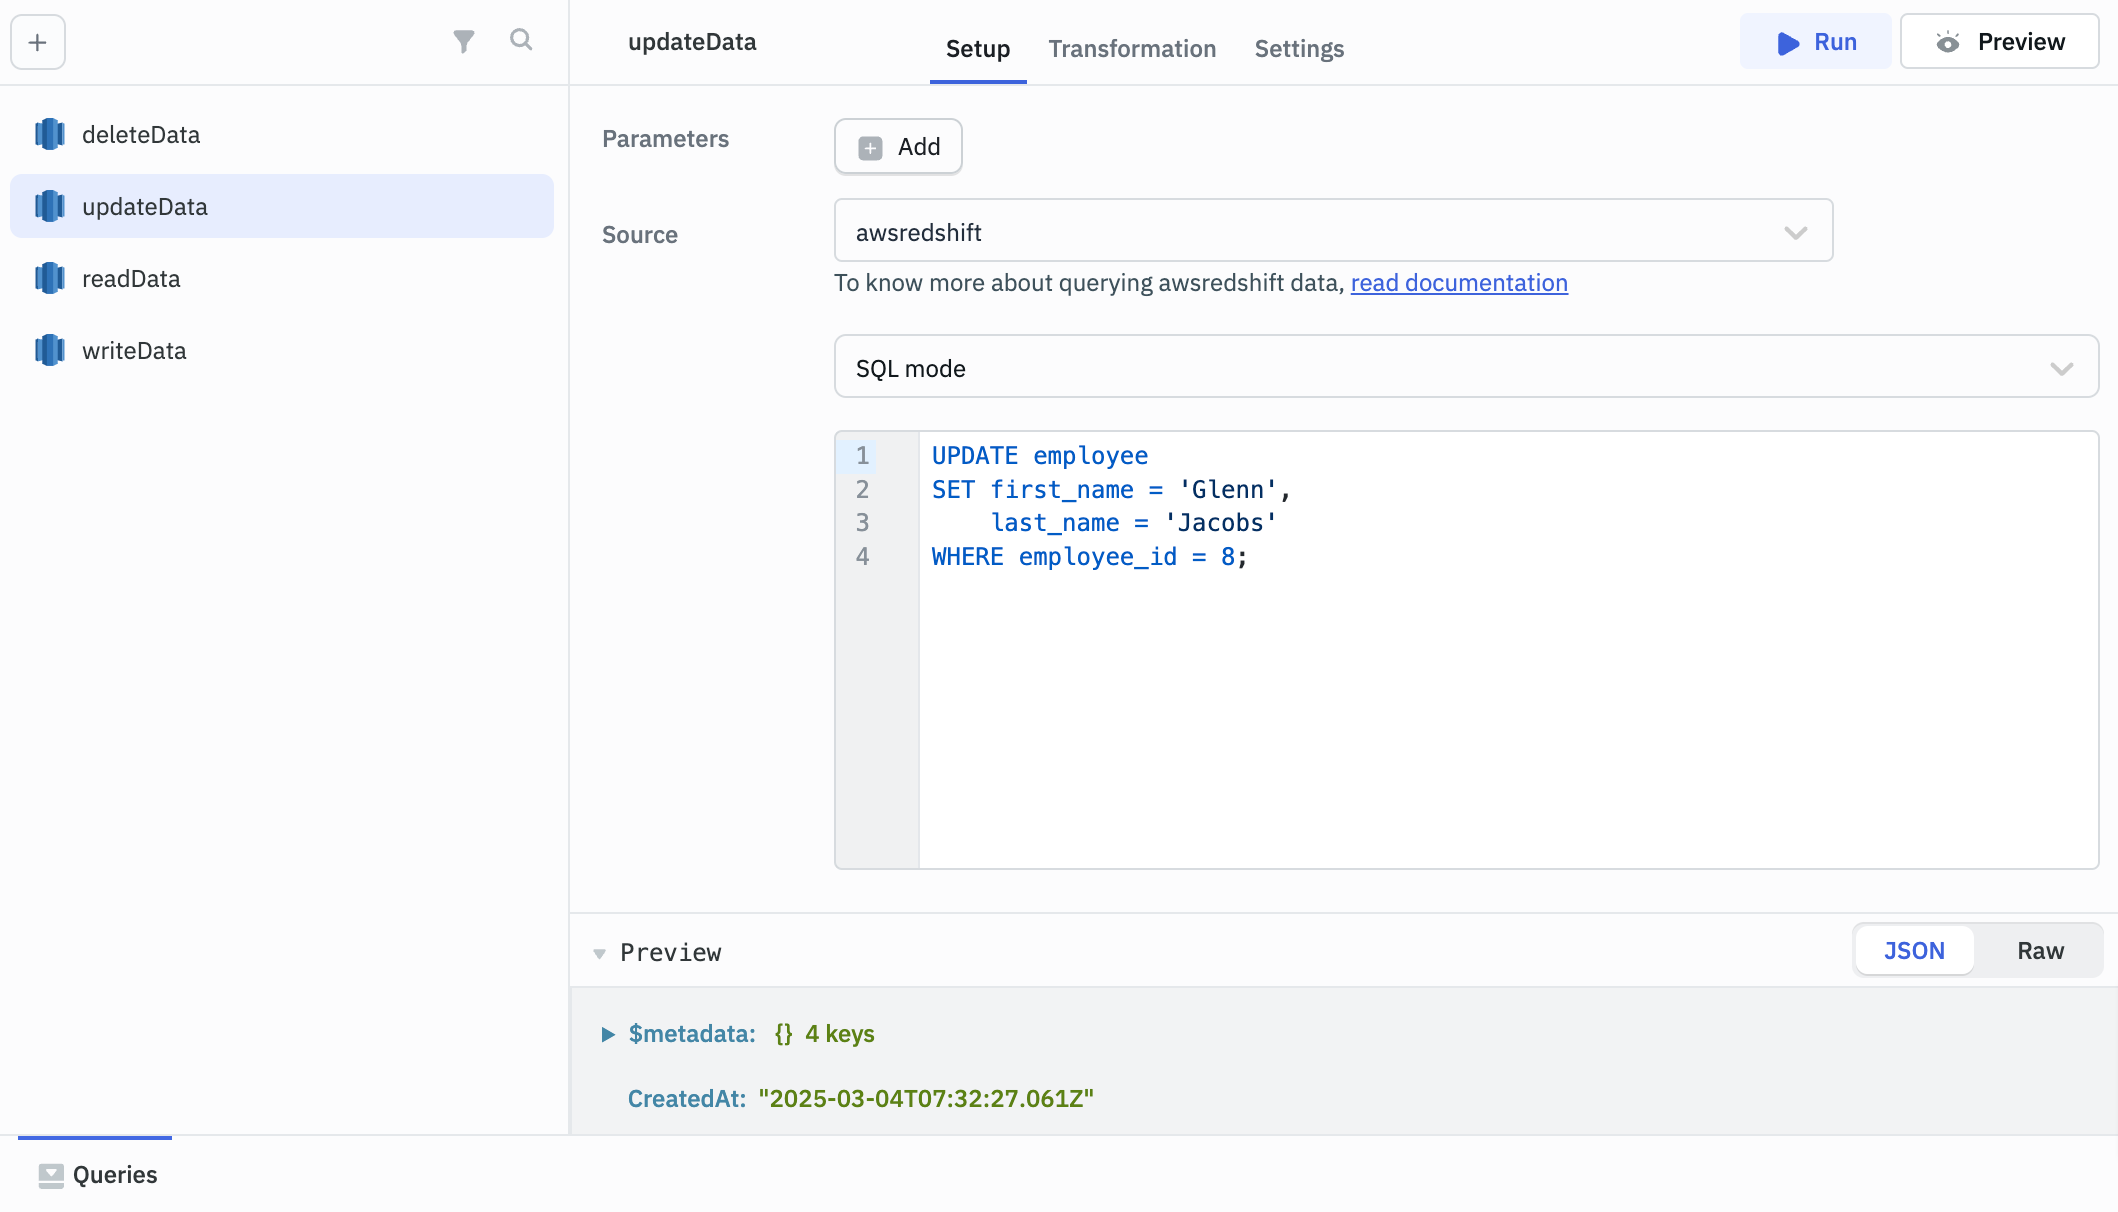 deleteData
updateData
readData
writeData
updateData
Setup
Transformation
Settings
Run
Preview
Parameters
Add
Source
awsredshift
To know more about querying awsredshift data, read documentation
SQL mode
1 UPDATE employee
2 SET first_name = 'Glenn',
3     last_name = 'Jacobs'
4 WHERE employee_id = 8;
Preview
JSON
Raw
$metadata: {} 4 keys
CreatedAt: "2025-03-04T07:32:27.061Z"
Queries